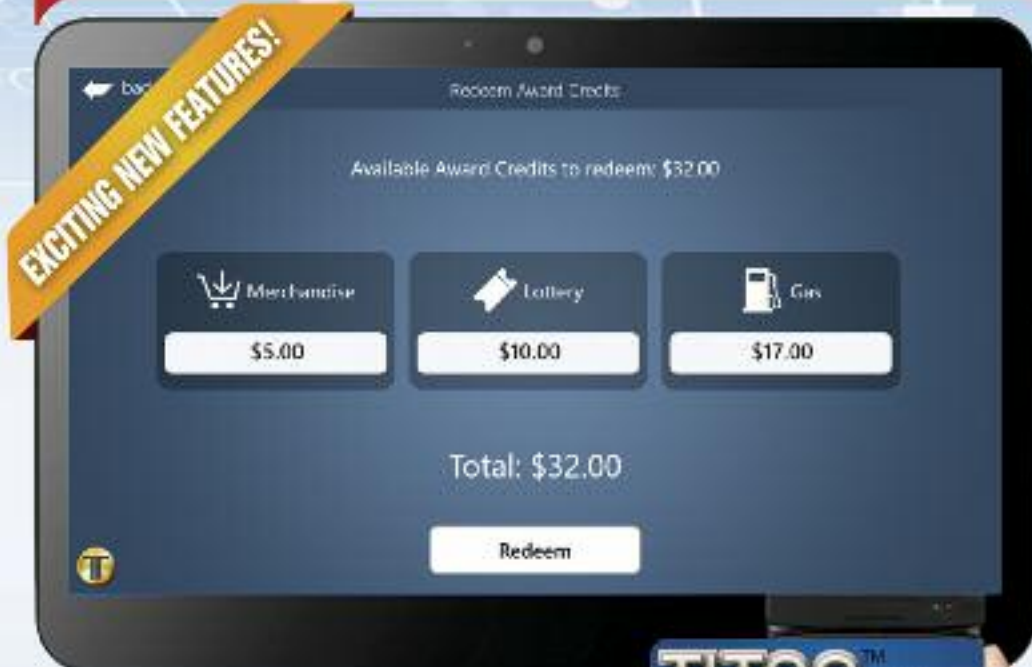 EXCITING NEW FEATURES!
Redeem Award Credits
Available Award Credits to redeem: $32.00
Merchandise
Lottery
Gas
$5.00
$10.00
$17.00
Total: $32.00
Redeem
T